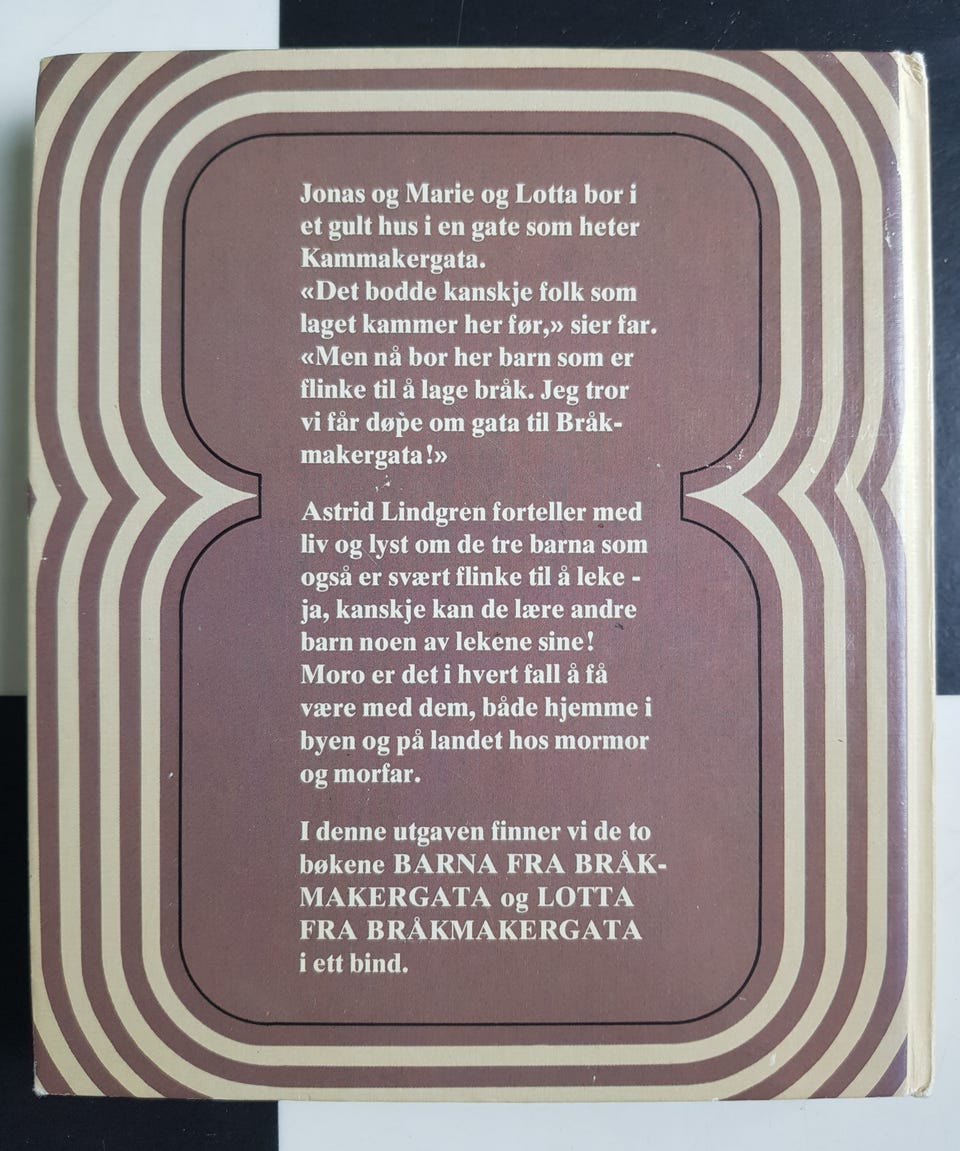 Jonas og Marie og Lotta bor i
et gult hus i en gate som heter
Kammakergata.
«Det bodde kanskje folk som
laget kammer her før,» sier far.
«Men nå bor her barn som er
flinke til å lage bråk. Jeg tror
vi får døpe om gata til Bråk-
makergata!»
Astrid Lindgren forteller med
liv og lyst om de tre barna som
også er svært flinke til å leke -
ja, kanskje kan de lære andre
barn noen av lekene sine!
Moro er det i hvert fall å få
være med dem, både hjemme i
byen og på landet hos mormor
og morfar.
I denne utgaven finner vi de to
bøkene BARNA FRA BRÅK-
MAKERGATA og LOTTA
FRA BRÅKMAKERGATA
i ett bind.